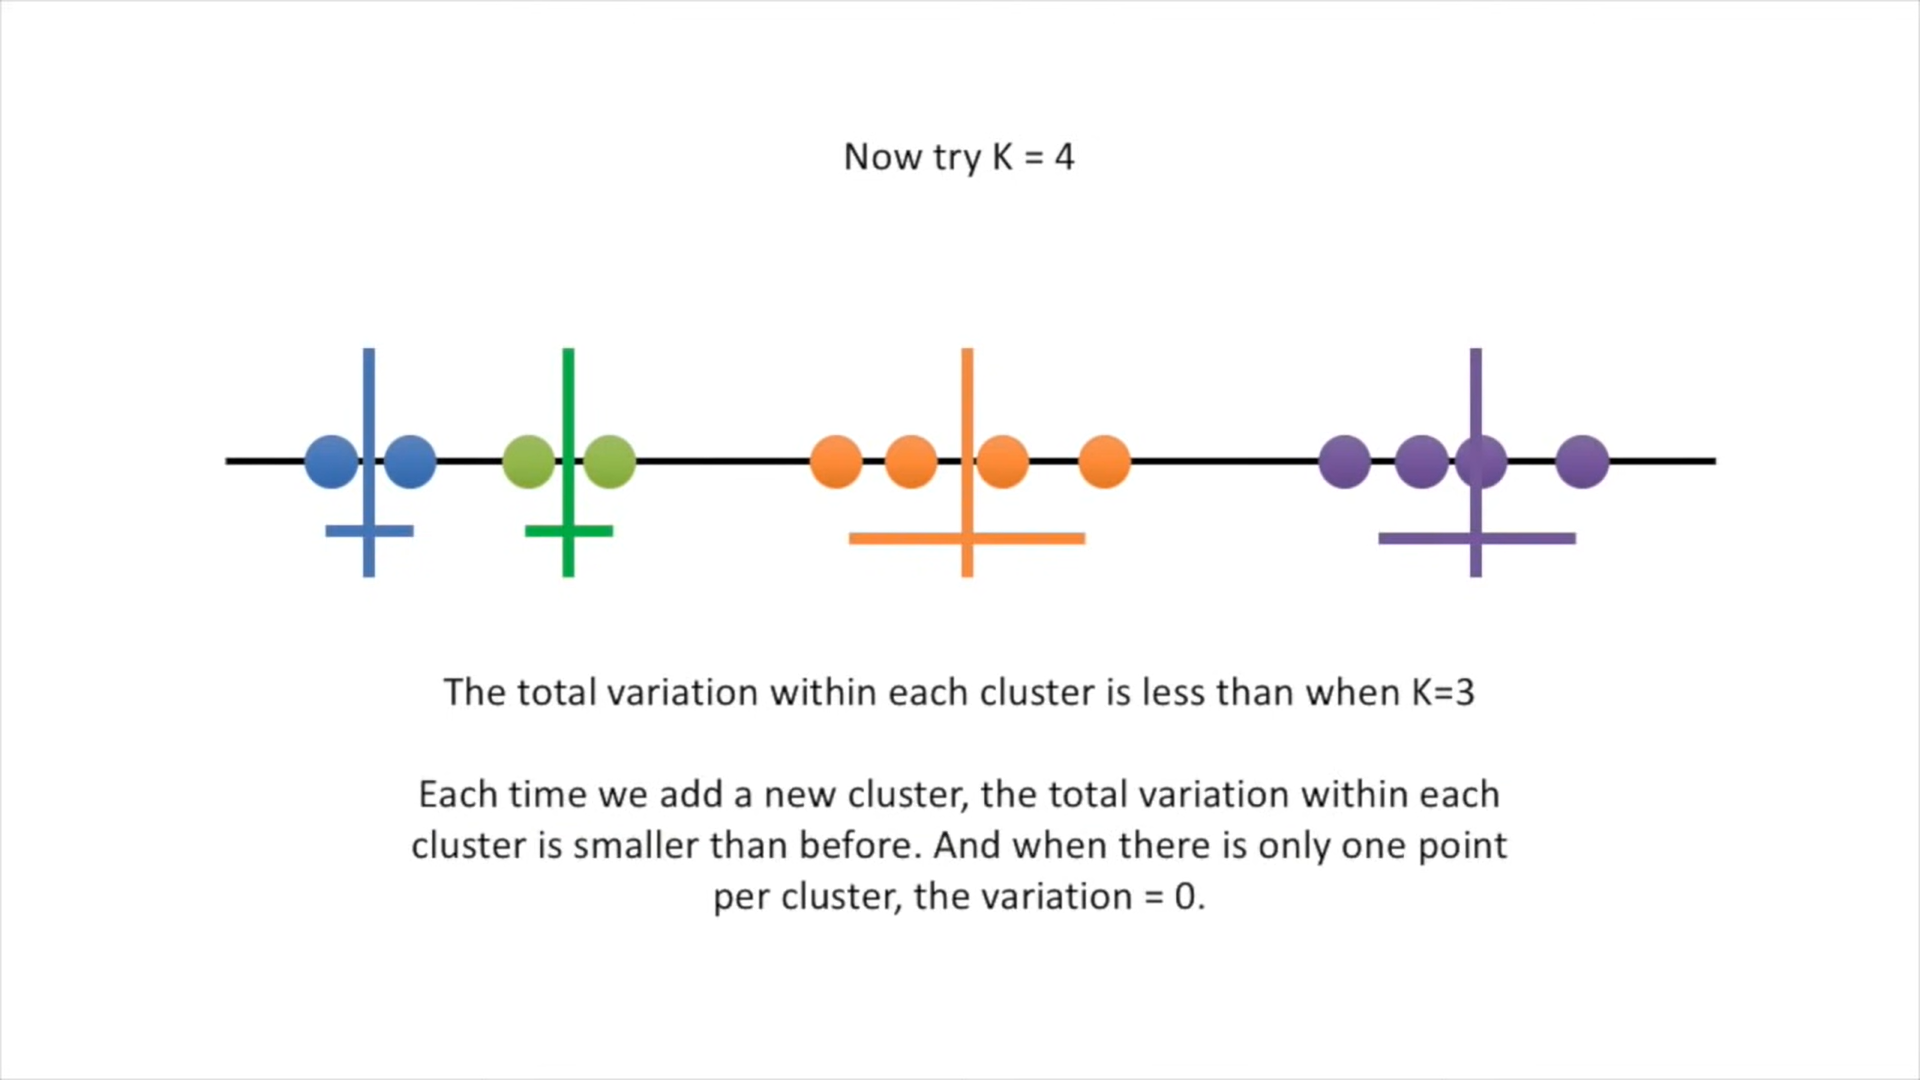 Now try K = 4
The total variation within each cluster is less than when K=3
Each time we add a new cluster, the total variation within each
cluster is smaller than before. And when there is only one point
per cluster, the variation = 0.